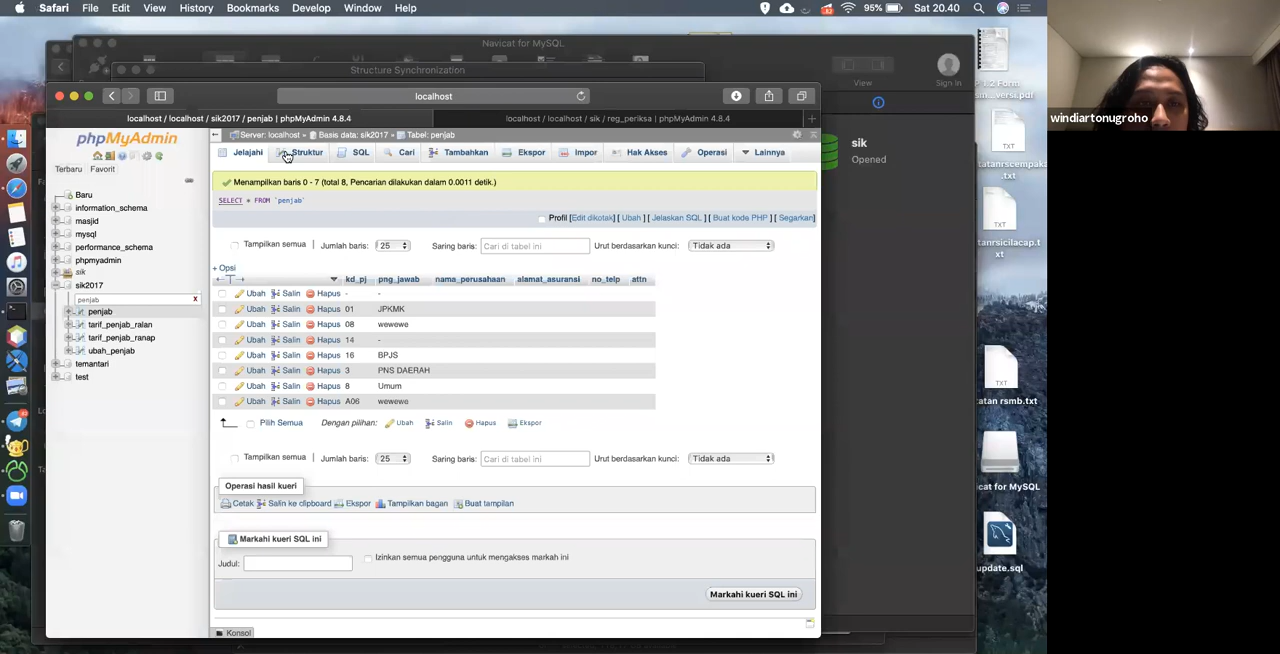 Safari File Edit View History Bookmarks Develop Window Help 95% Sat 20.40
Navicat for MySQL
Structure Synchronization
View Sign In
localhost
localhost / localhost / sik2017 / penjab | phpMyAdmin 4.8.4
localhost / localhost / sik / reg_periksa | phpMyAdmin 4.8.4
phpMyAdmin
Terbaru Favorit
Baru
information_schema
masjid
mysql
performance_schema
phpmyadmin
sik
sik2017
penjab X
penjab
tarif_penjab_ralan
tarif_penjab_ranap
ubah_penjab
temantari
test
Server: localhost » Basis data: sik2017 » Tabel: penjab
Jelajahi Struktur SQL Cari Tambahkan Ekspor Impor Hak Akses Operasi Lainnya
Menampilkan baris 0 - 7 (total 8, Pencarian dilakukan dalam 0.0011 detik.)
SELECT * FROM `penjab`
Profil [Edit dikotak] [ Ubah ] [ Jelaskan SQL ] [ Buat kode PHP ] [ Segarkan]
Tampilkan semua | Jumlah baris: 25 Saring baris: Cari di tabel ini Urut berdasarkan kunci: Tidak ada
+ Opsi
kd_pj png_jawab nama_perusahaan alamat_asuransi no_telp attn
Ubah Salin Hapus - -
Ubah Salin Hapus 01 JPKMK
Ubah Salin Hapus 08 wewewe
Ubah Salin Hapus 14 -
Ubah Salin Hapus 16 BPJS
Ubah Salin Hapus 3 PNS DAERAH
Ubah Salin Hapus 8 Umum
Ubah Salin Hapus A06 wewewe
Pilih Semua Dengan pilihan: Ubah Salin Hapus Ekspor
Tampilkan semua | Jumlah baris: 25 Saring baris: Cari di tabel ini Urut berdasarkan kunci: Tidak ada
Operasi hasil kueri
Cetak Salin ke clipboard Ekspor Tampilkan bagan Buat tampilan
Markahi kueri SQL ini
Judul: Izinkan semua pengguna untuk mengakses markah ini
Markahi kueri SQL ini
Konsol
sik
Opened
windiartonugroho
TXT
TXT
update.sql